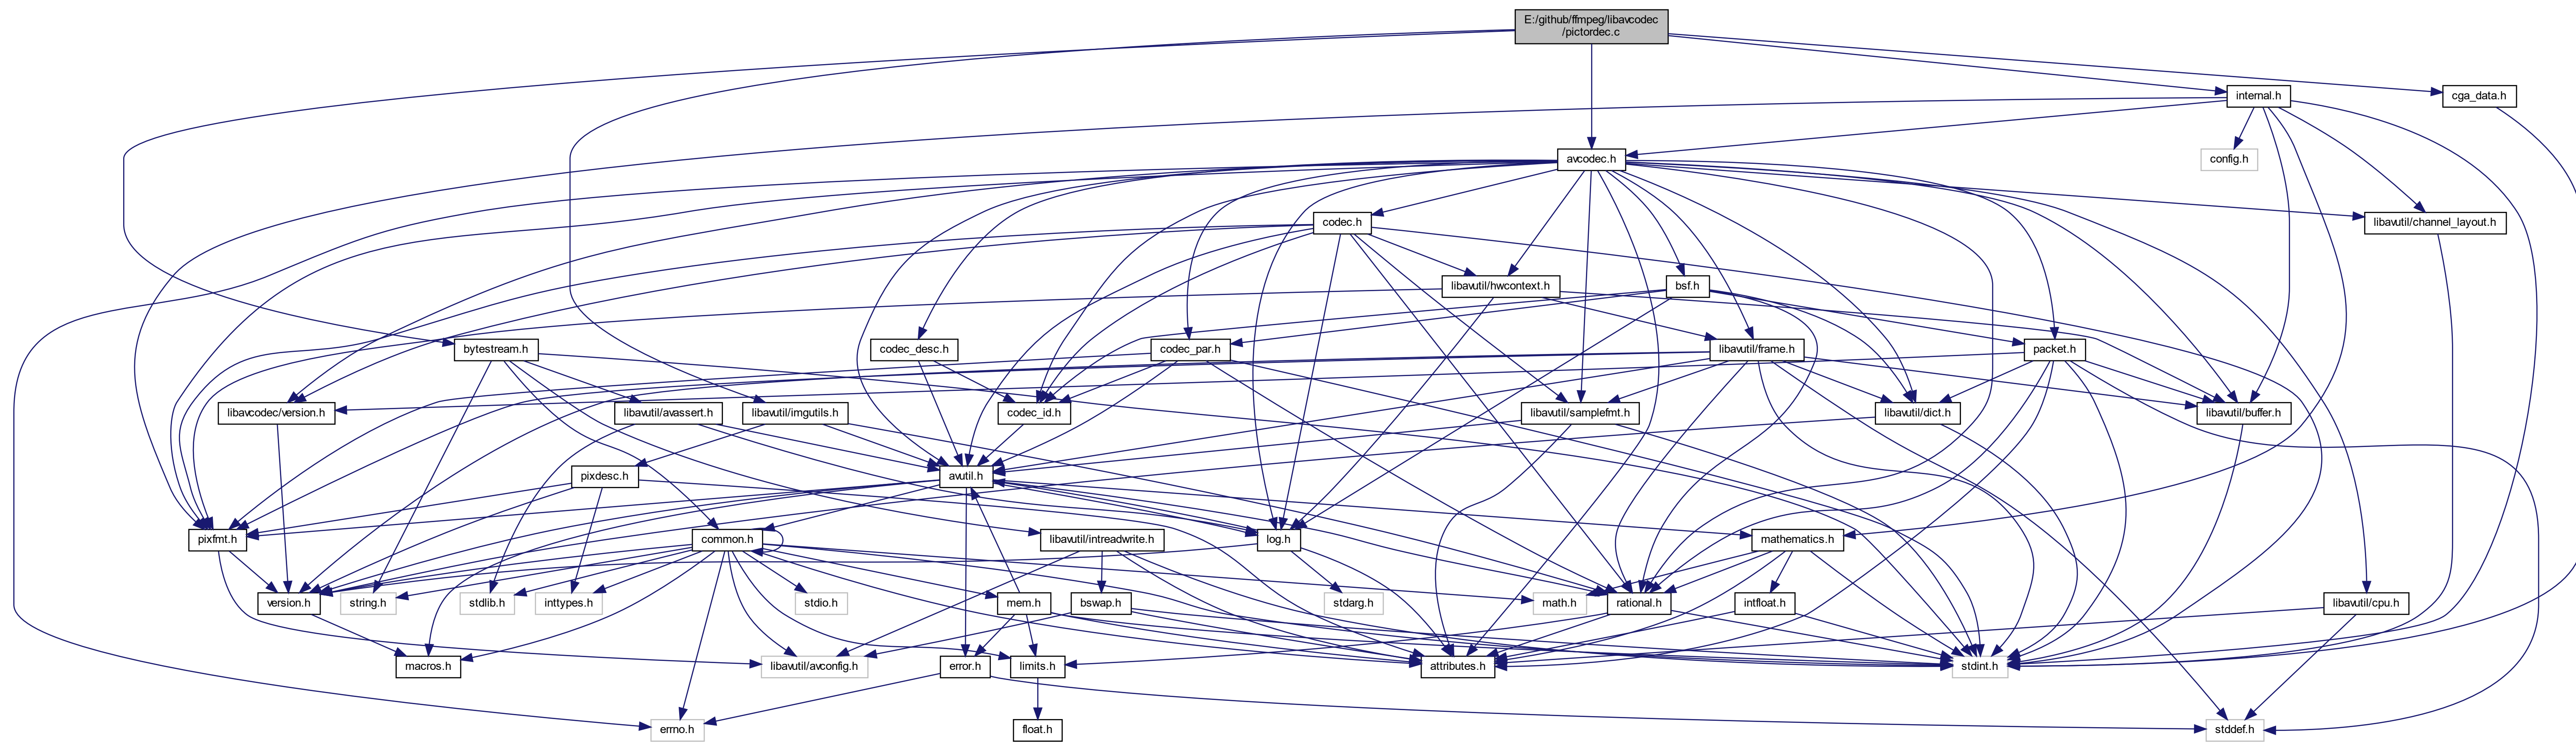 E:/github/ffmpeg/libavcodec
/pictordec.c
internal.h
cga_data.h
avcodec.h
config.h
codec.h
libavutil/channel_layout.h
libavutil/hwcontext.h
bsf.h
bytestream.h
codec_desc.h
codec_par.h
libavutil/frame.h
packet.h
libavcodec/version.h
libavutil/avassert.h
libavutil/imgutils.h
codec_id.h
libavutil/samplefmt.h
libavutil/dict.h
libavutil/buffer.h
pixdesc.h
avutil.h
pixfmt.h
common.h
libavutil/intreadwrite.h
log.h
mathematics.h
version.h
string.h
stdlib.h
inttypes.h
stdio.h
mem.h
bswap.h
stdarg.h
math.h
rational.h
intfloat.h
libavutil/cpu.h
macros.h
libavutil/avconfig.h
error.h
limits.h
attributes.h
stdint.h
errno.h
float.h
stddef.h